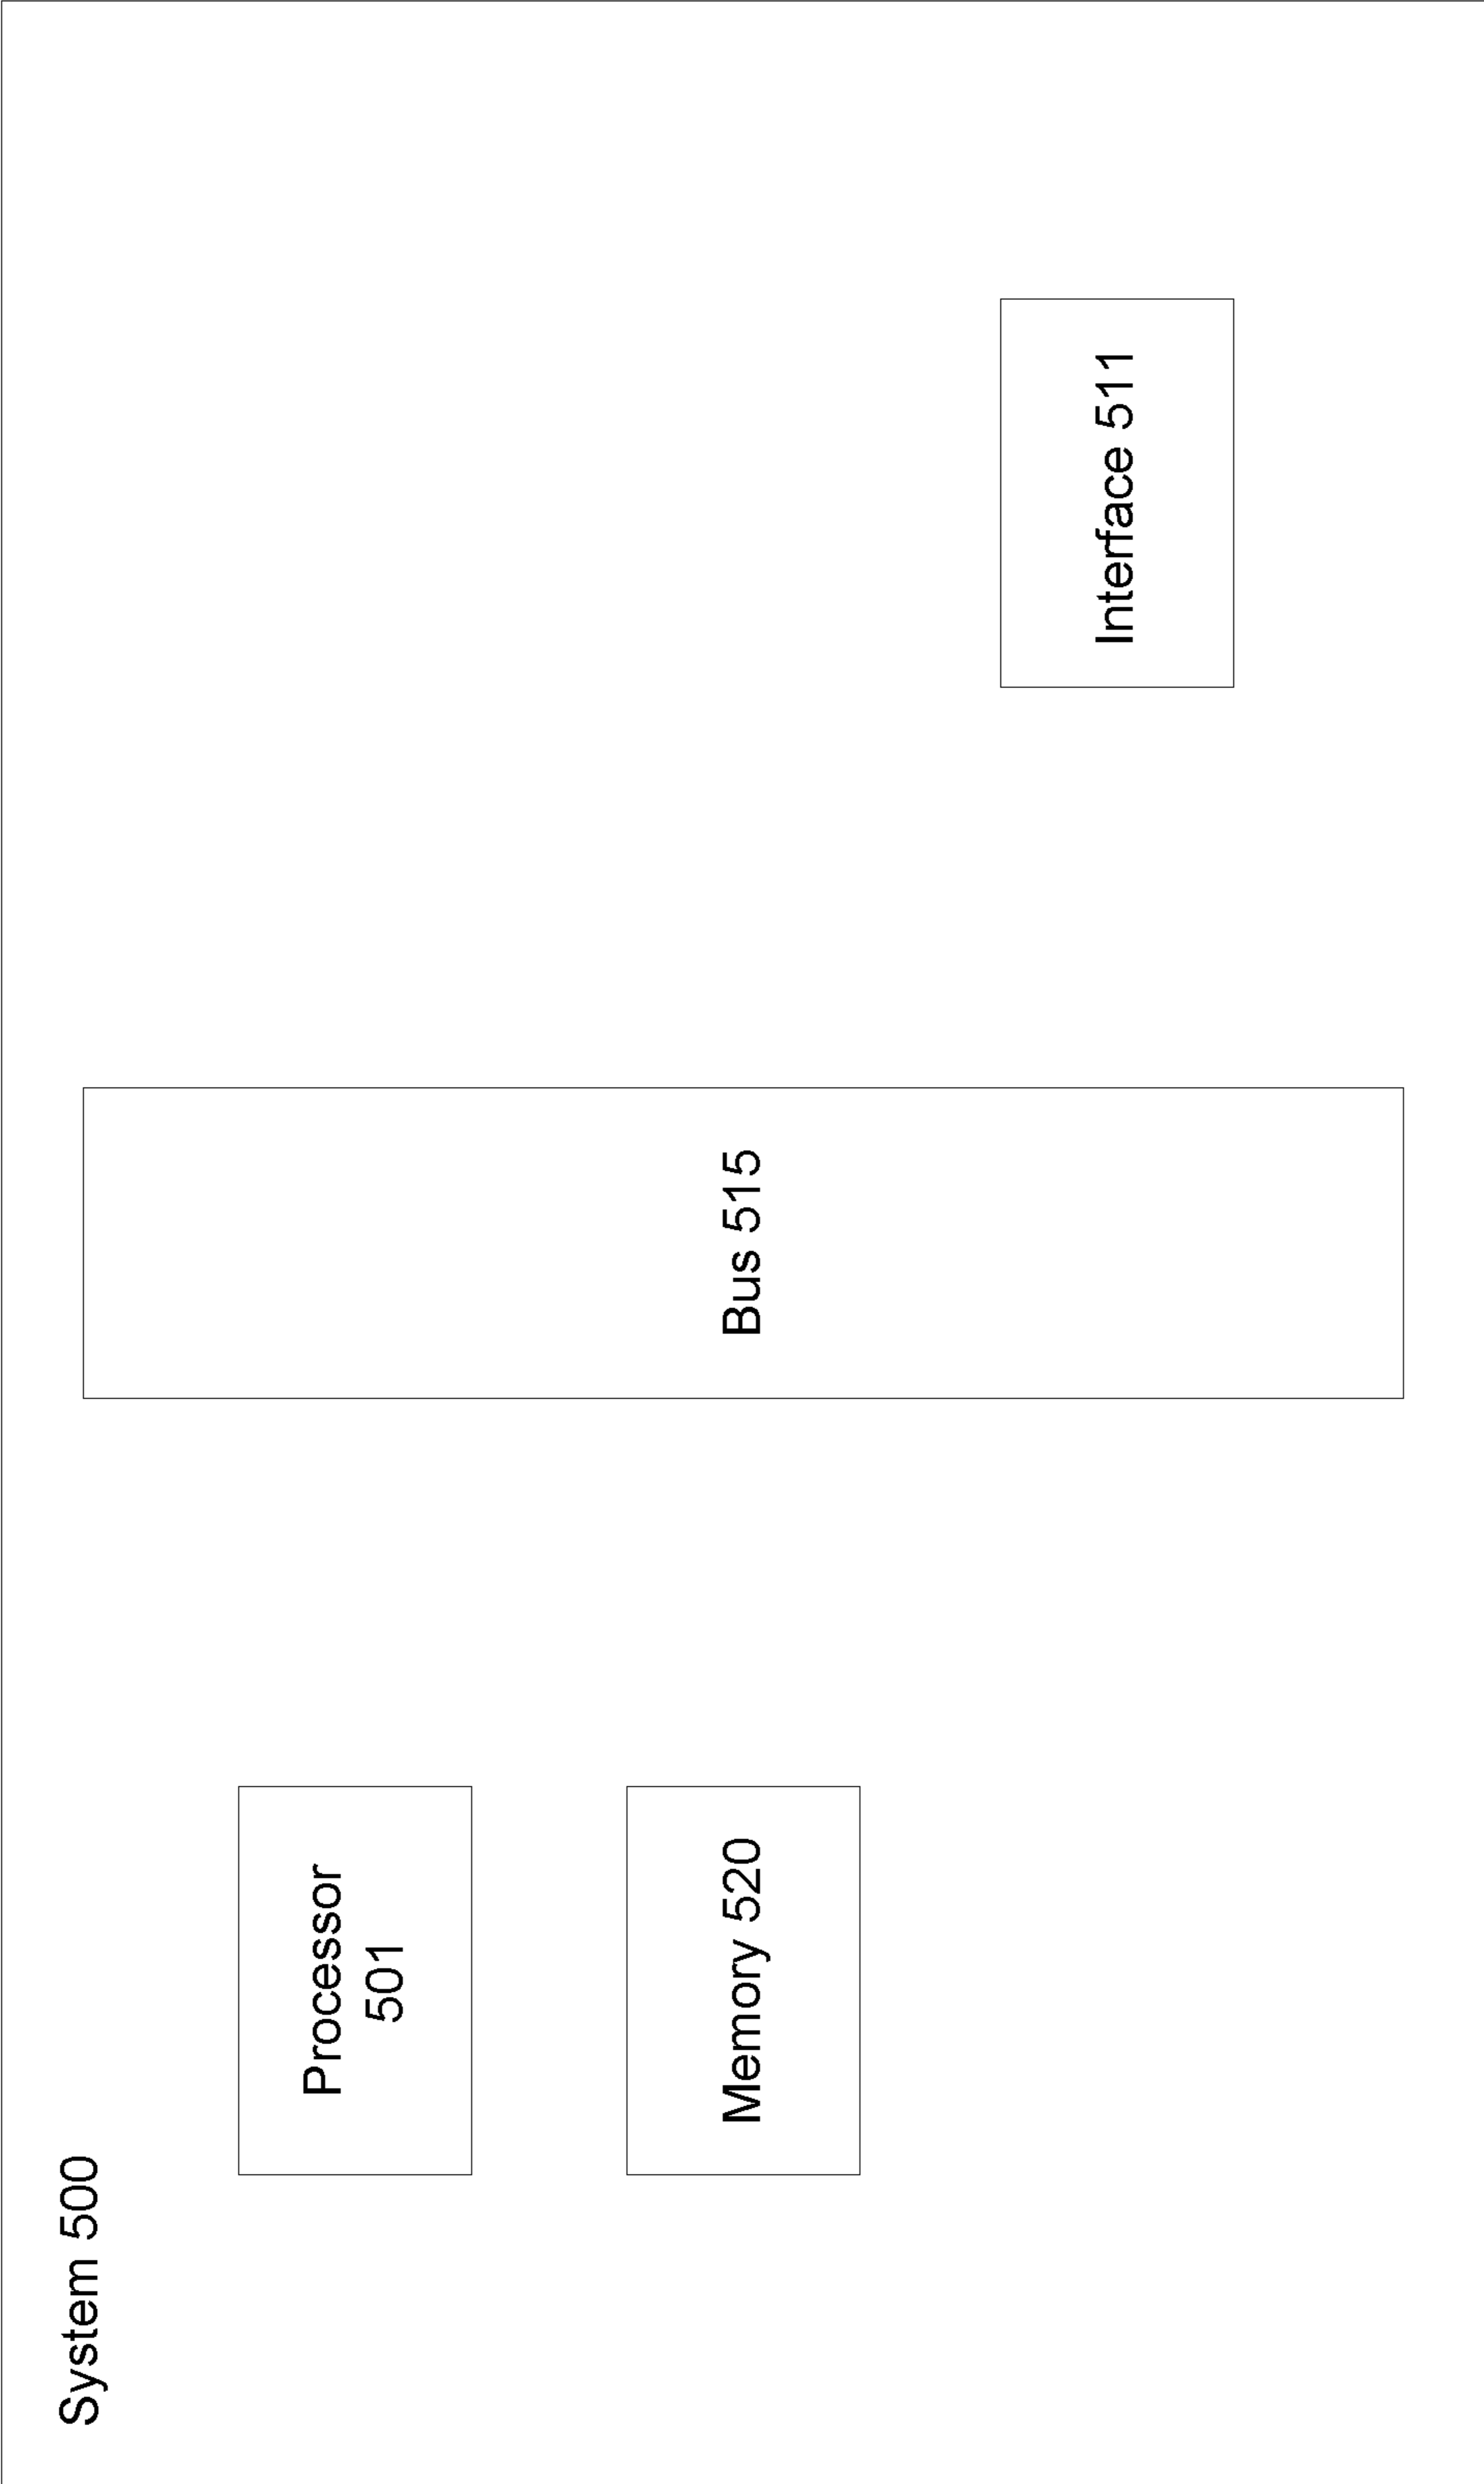 System 500
Processor
501
Memory 520
Bus 515
Interface 511